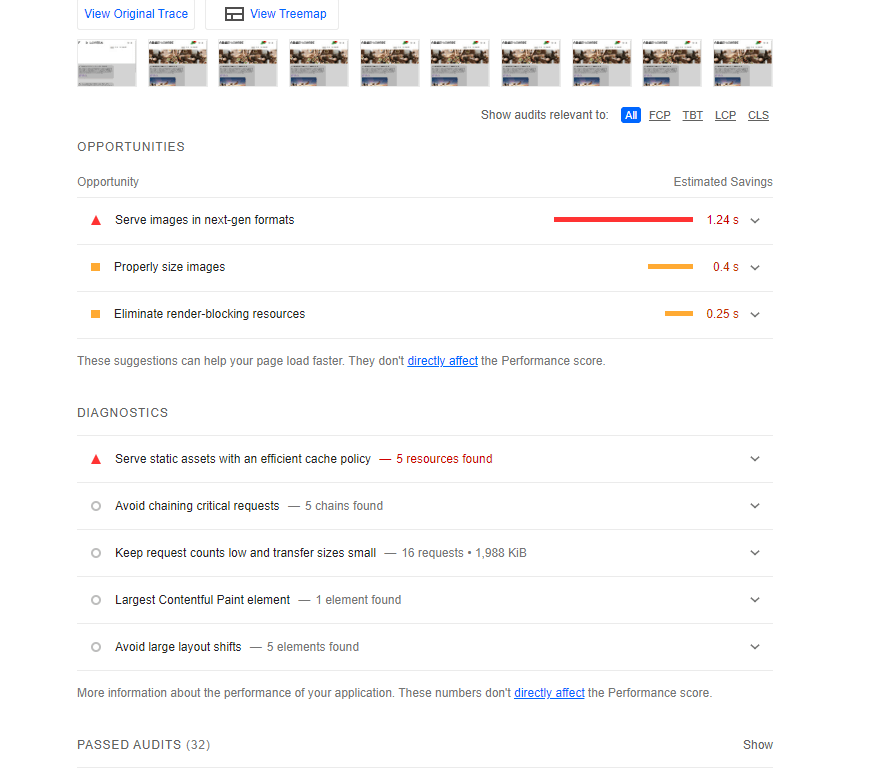 View Original Trace
View Treemap
Show audits relevant to: All FCP TBT LCP CLS
OPPORTUNITIES
Opportunity Estimated Savings
Serve images in next-gen formats 1.24 s
Properly size images 0.4 s
Eliminate render-blocking resources 0.25 s
These suggestions can help your page load faster. They don't directly affect the Performance score.
DIAGNOSTICS
Serve static assets with an efficient cache policy — 5 resources found
Avoid chaining critical requests — 5 chains found
Keep request counts low and transfer sizes small — 16 requests • 1,988 KiB
Largest Contentful Paint element — 1 element found
Avoid large layout shifts — 5 elements found
More information about the performance of your application. These numbers don't directly affect the Performance score.
PASSED AUDITS (32) Show